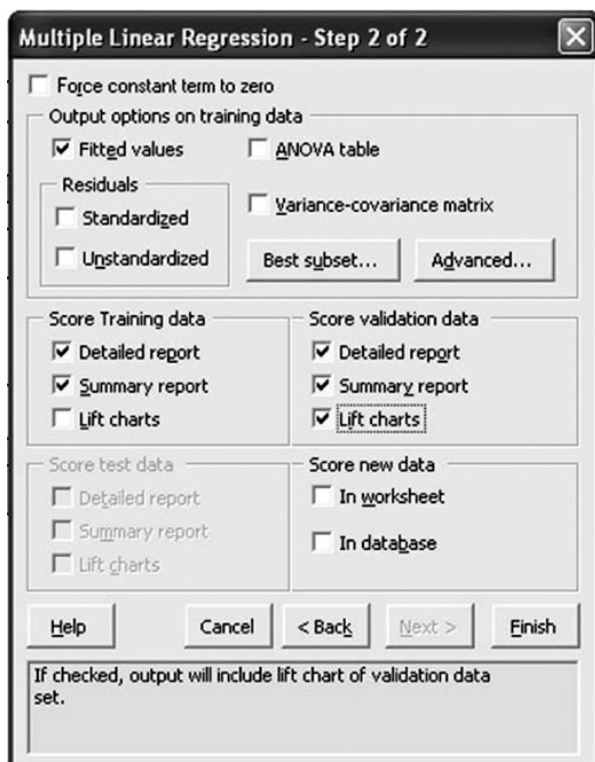 Multiple Linear Regression - Step 2 of 2
Force constant term to zero
Output options on training data
Fitted values
ANOVA table
Residuals
Standardized
Variance-covariance matrix
Unstandardized
Best subset...
Advanced...
Score Training data
Score validation data
Detailed report
Detailed report
Summary report
Summary report
Lift charts
Lift charts
Score test data
Score new data
Detailed report
In worksheet
Summary report
In database
Lift charts
Help
Cancel
< Back
Next >
Finish
If checked, output will include lift chart of validation data
set.